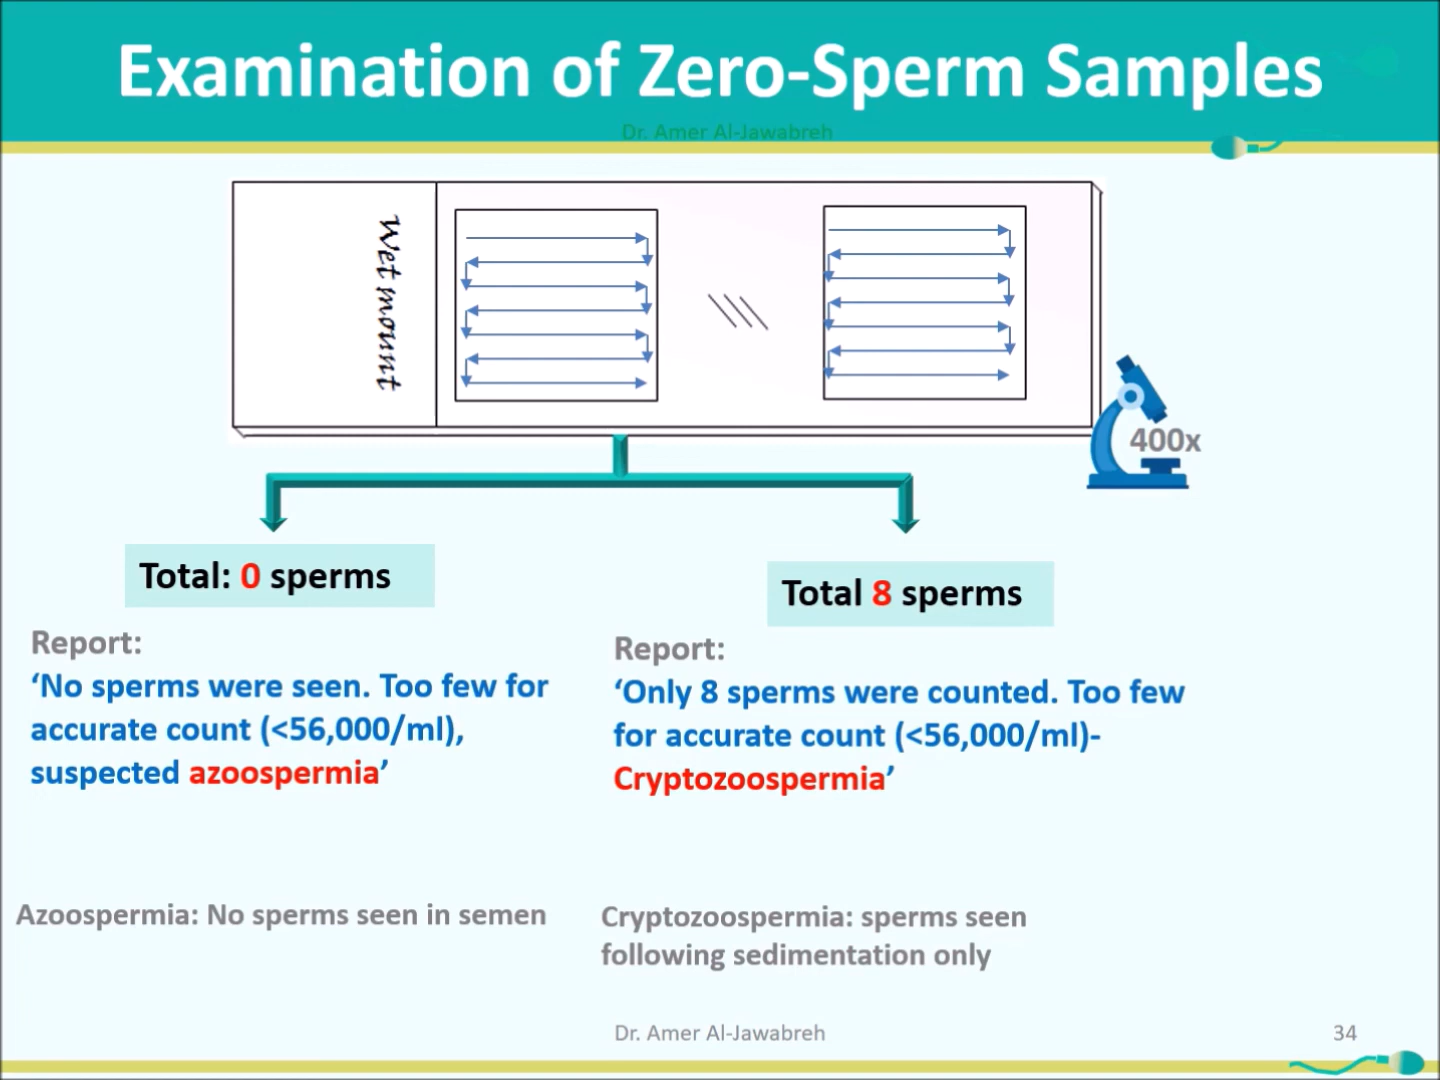 Examination of Zero-Sperm Samples
Dr. Amer Al-Jawabreh
Wet mount
400x
Total: 0 sperms
Report:
‘No sperms were seen. Too few for
accurate count (<56,000/ml),
suspected azoospermia’
Total 8 sperms
Report:
‘Only 8 sperms were counted. Too few
for accurate count (<56,000/ml)-
Cryptozoospermia’
Azoospermia: No sperms seen in semen
Cryptozoospermia: sperms seen
following sedimentation only
Dr. Amer Al-Jawabreh
34